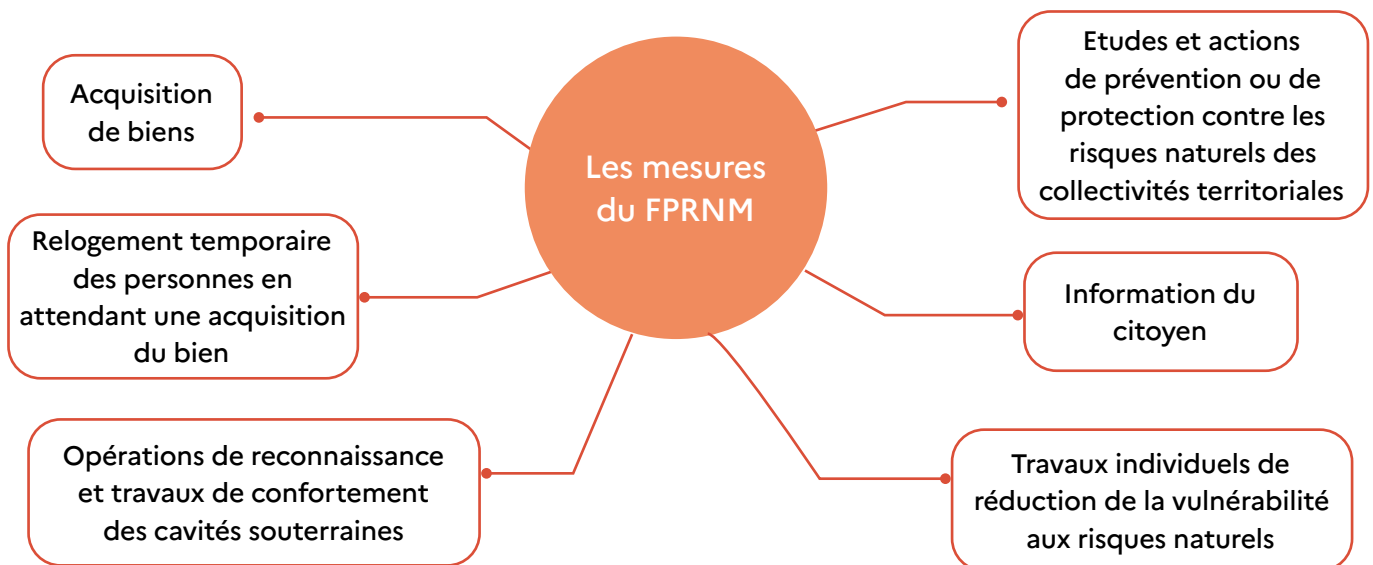 Les mesures
du FPRNM
Acquisition
de biens
Relogement temporaire
des personnes en
attendant une acquisition
du bien
Opérations de reconnaissance
et travaux de confortement
des cavités souterraines
Etudes et actions
de prévention ou de
protection contre les
risques naturels des
collectivités territoriales
Information du
citoyen
Travaux individuels de
réduction de la vulnérabilité
aux risques naturels